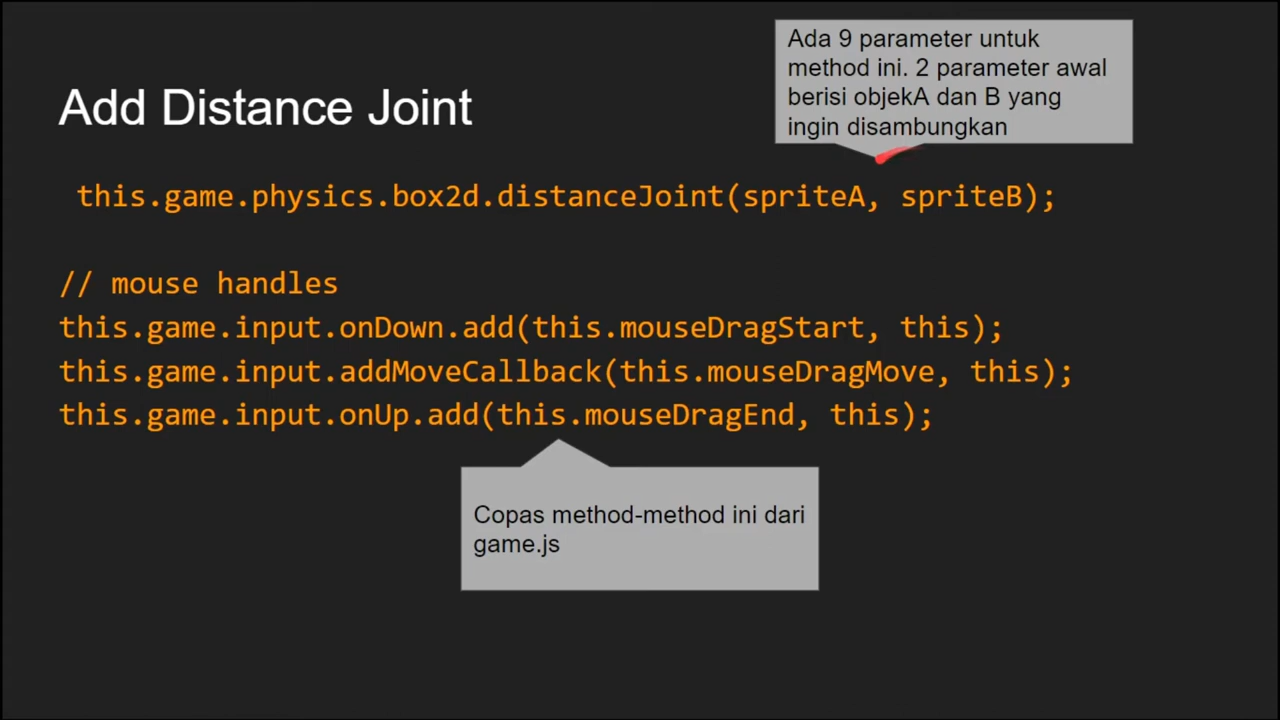 Ada 9 parameter untuk
method ini. 2 parameter awal
berisi objekA dan B yang
ingin disambungkan
Add Distance Joint
this.game.physics.box2d.distanceJoint(spriteA, spriteB);
// mouse handles
this.game.input.onDown.add(this.mouseDragStart, this);
this.game.input.addMoveCallback(this.mouseDragMove, this);
this.game.input.onUp.add(this.mouseDragEnd, this);
Copas method-method ini dari
game.js